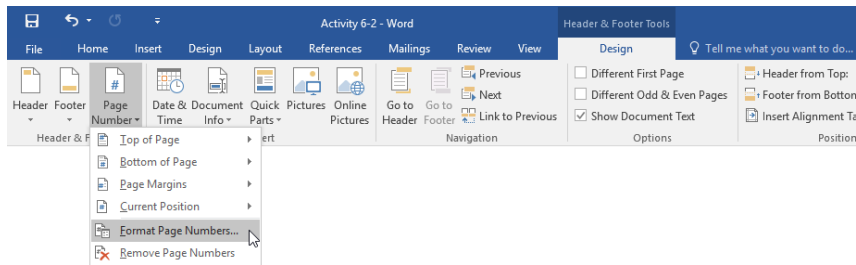 Activity 6-2 - Word
Header & Footer Tools
File Home Insert Design Layout References Mailings Review View Design Tell me what you want to do...
Header Footer Page Number Date & Time Document Info Quick Parts Pictures Online Pictures Go to Header Go to Footer Previous
Next
Link to Previous
Different First Page
Different Odd & Even Pages
Show Document Text
Header from Top:
Footer from Bottom
Insert Alignment Ta
Header & F
ert
Navigation
Options
Position
Top of Page
Bottom of Page
Page Margins
Current Position
Format Page Numbers...
Remove Page Numbers